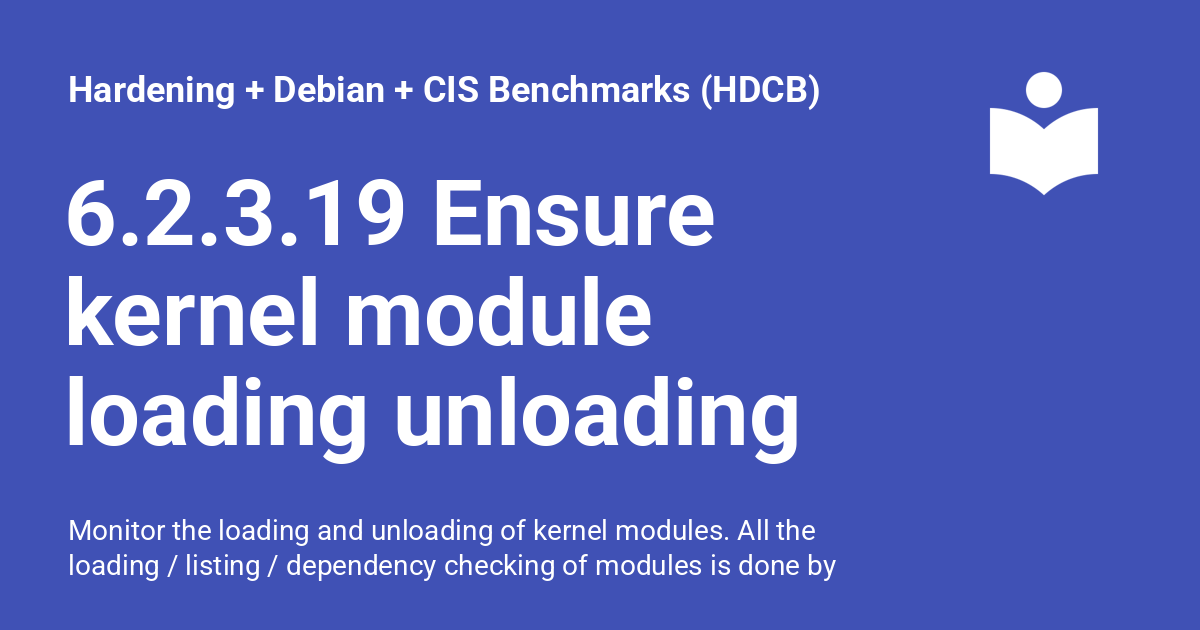 Hardening + Debian + CIS Benchmarks (HDCB)
6.2.3.19 Ensure
kernel module
loading unloading
Monitor the loading and unloading of kernel modules. All the
loading / listing / dependency checking of modules is done by